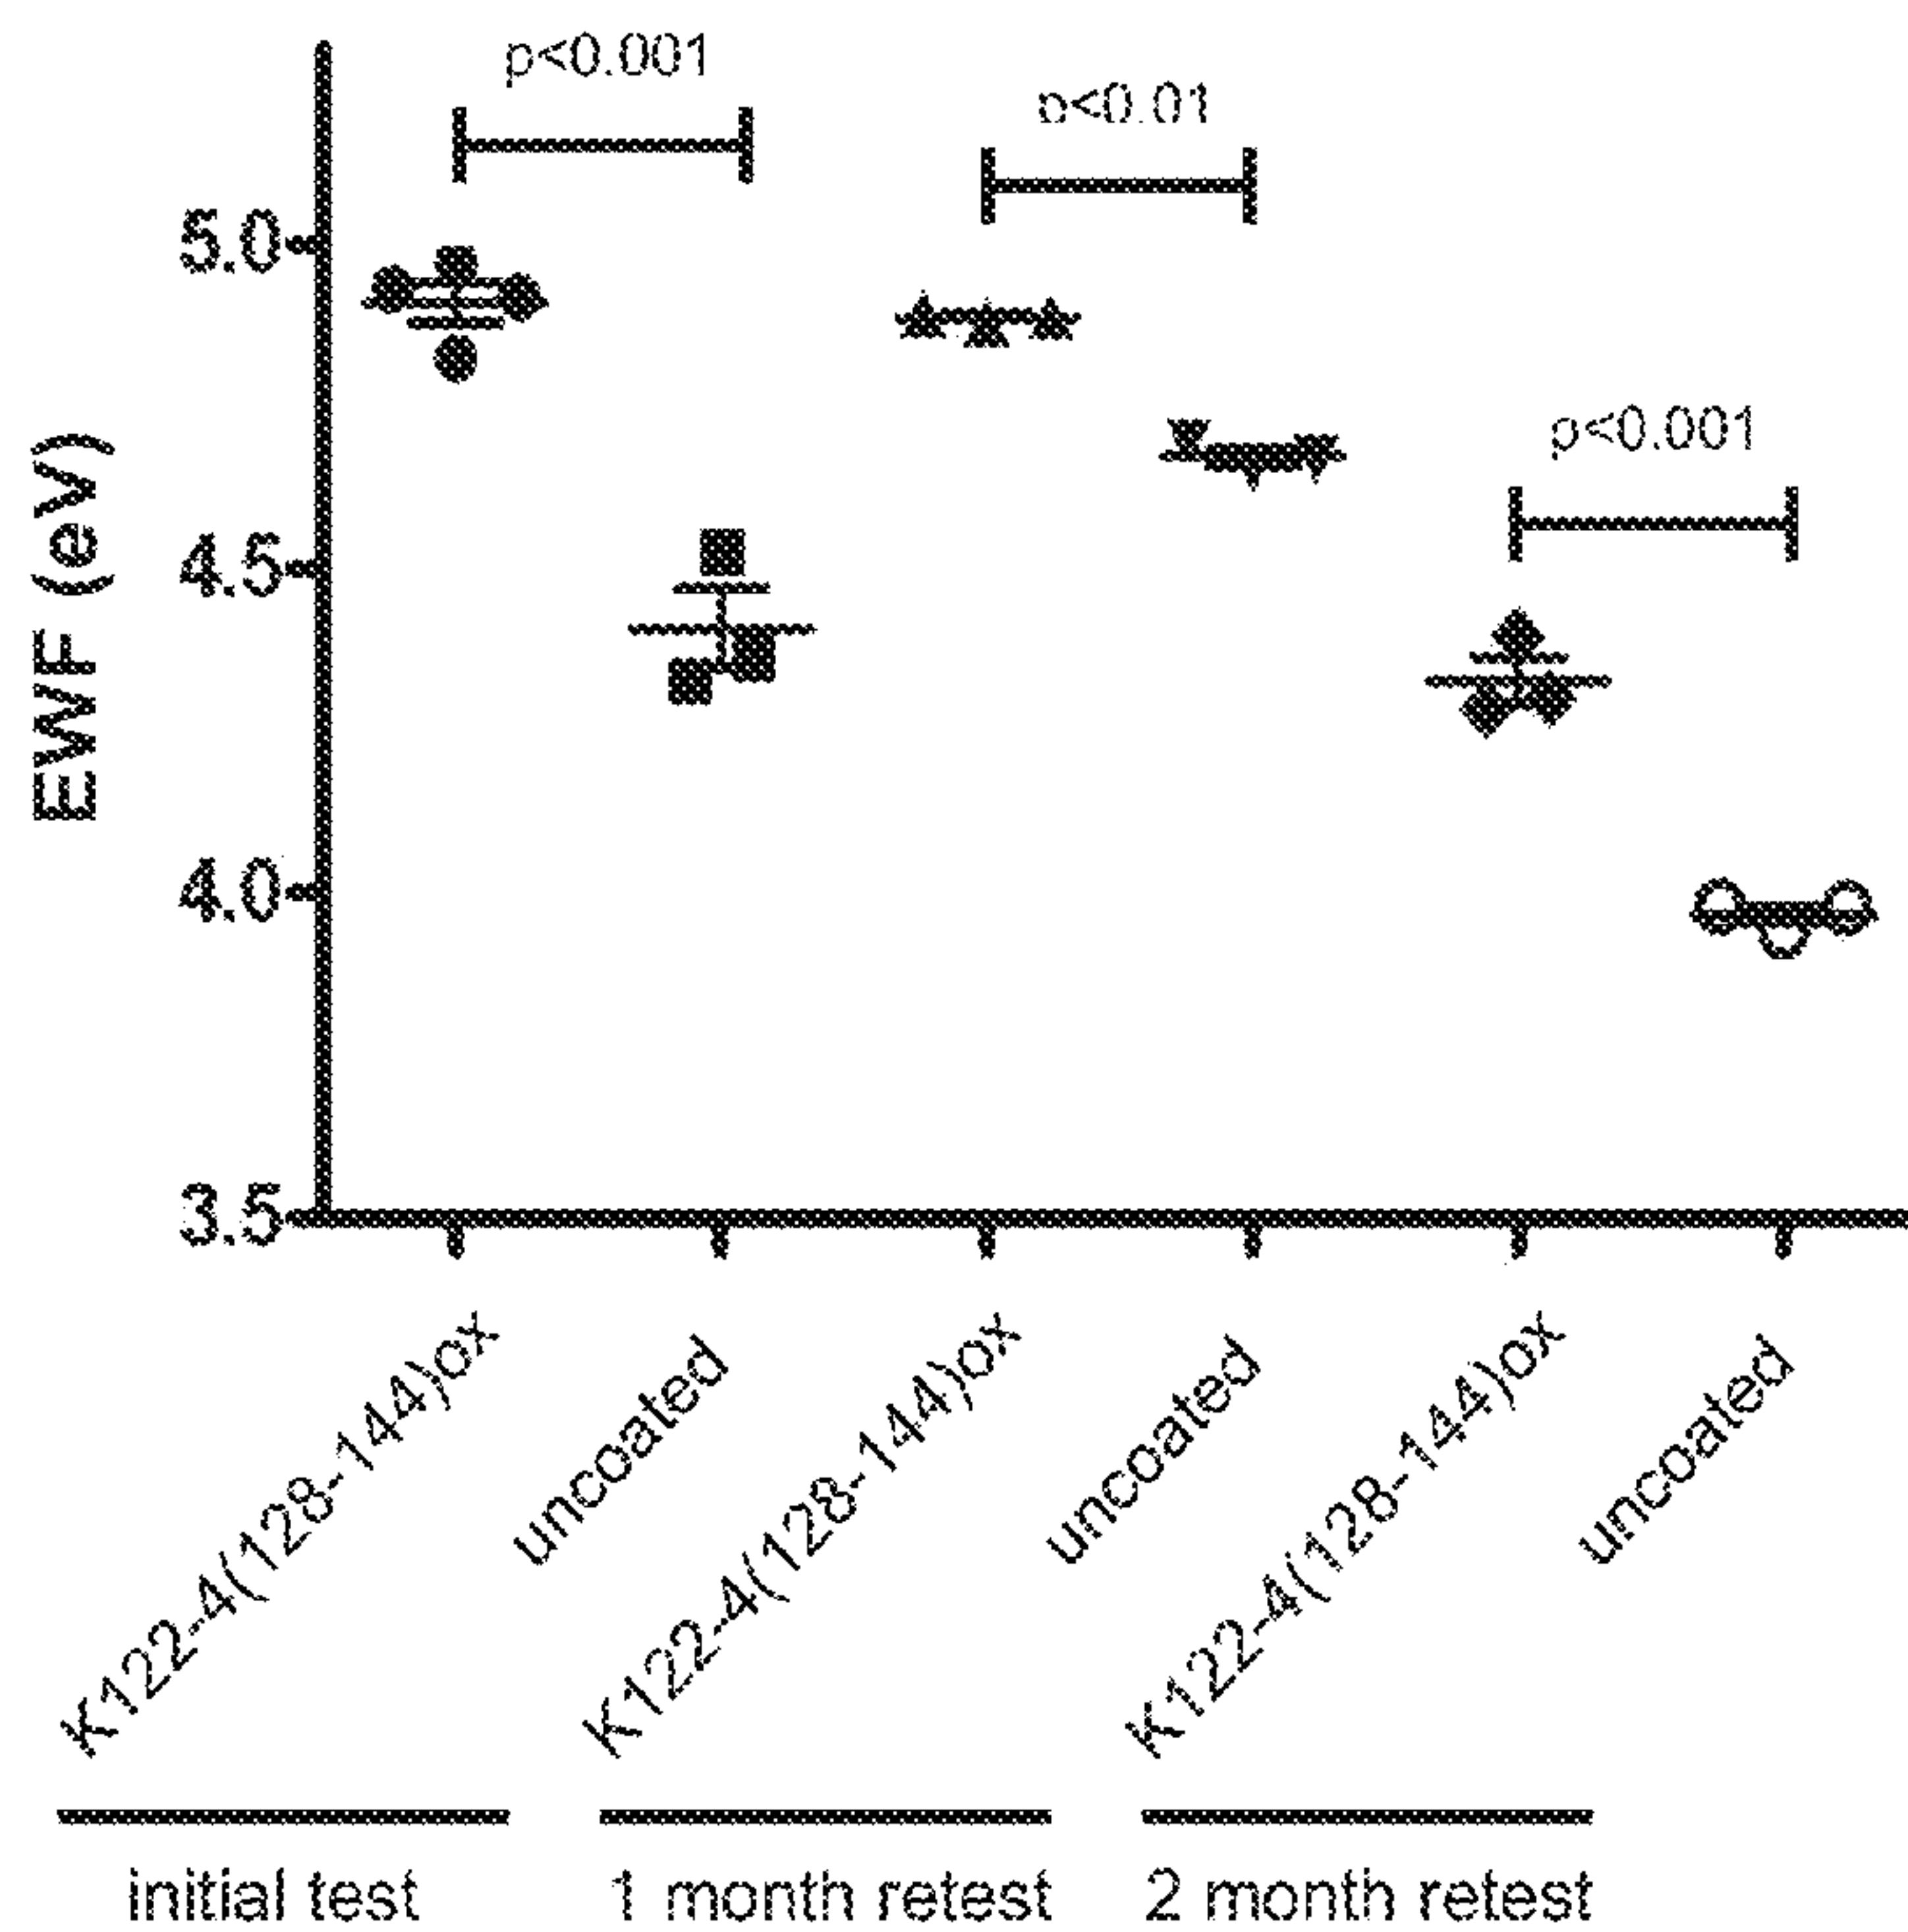 p<0.001
p<0.01
p<0.001
EWF (eV)
5.0
4.5
4.0
3.5
K122-4(128-144)ox
uncoated
K122-4(128-144)ox
uncoated
K122-4(128-144)ox
uncoated
initial test
1 month retest
2 month retest